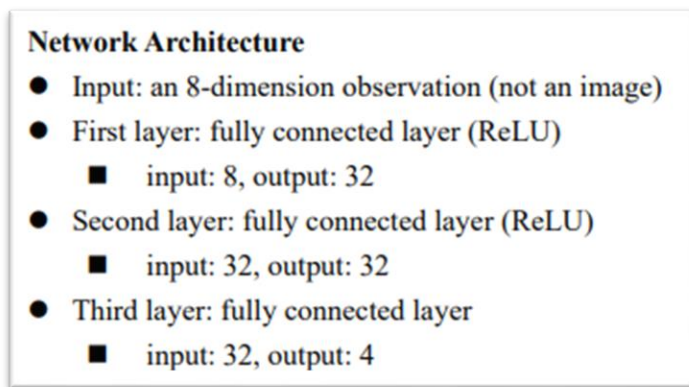 Network Architecture
● Input: an 8-dimension observation (not an image)
● First layer: fully connected layer (ReLU)
■ input: 8, output: 32
● Second layer: fully connected layer (ReLU)
■ input: 32, output: 32
● Third layer: fully connected layer
■ input: 32, output: 4